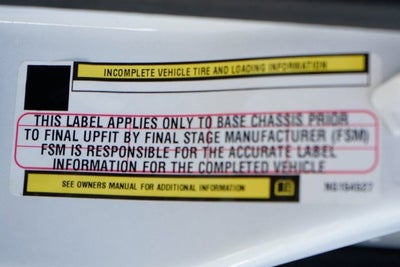 INCOMPLETE VEHICLE TIRE AND LOADING INFORMATION
THIS LABEL APPLIES ONLY TO BASE CHASSIS PRIOR
TO FINAL UPFIT BY FINAL STAGE MANUFACTURER (FSM)
FSM IS RESPONSIBLE FOR THE ACCURATE LABEL
INFORMATION FOR THE COMPLETED VEHICLE
SEE OWNERS MANUAL FOR ADDITIONAL INFORMATION